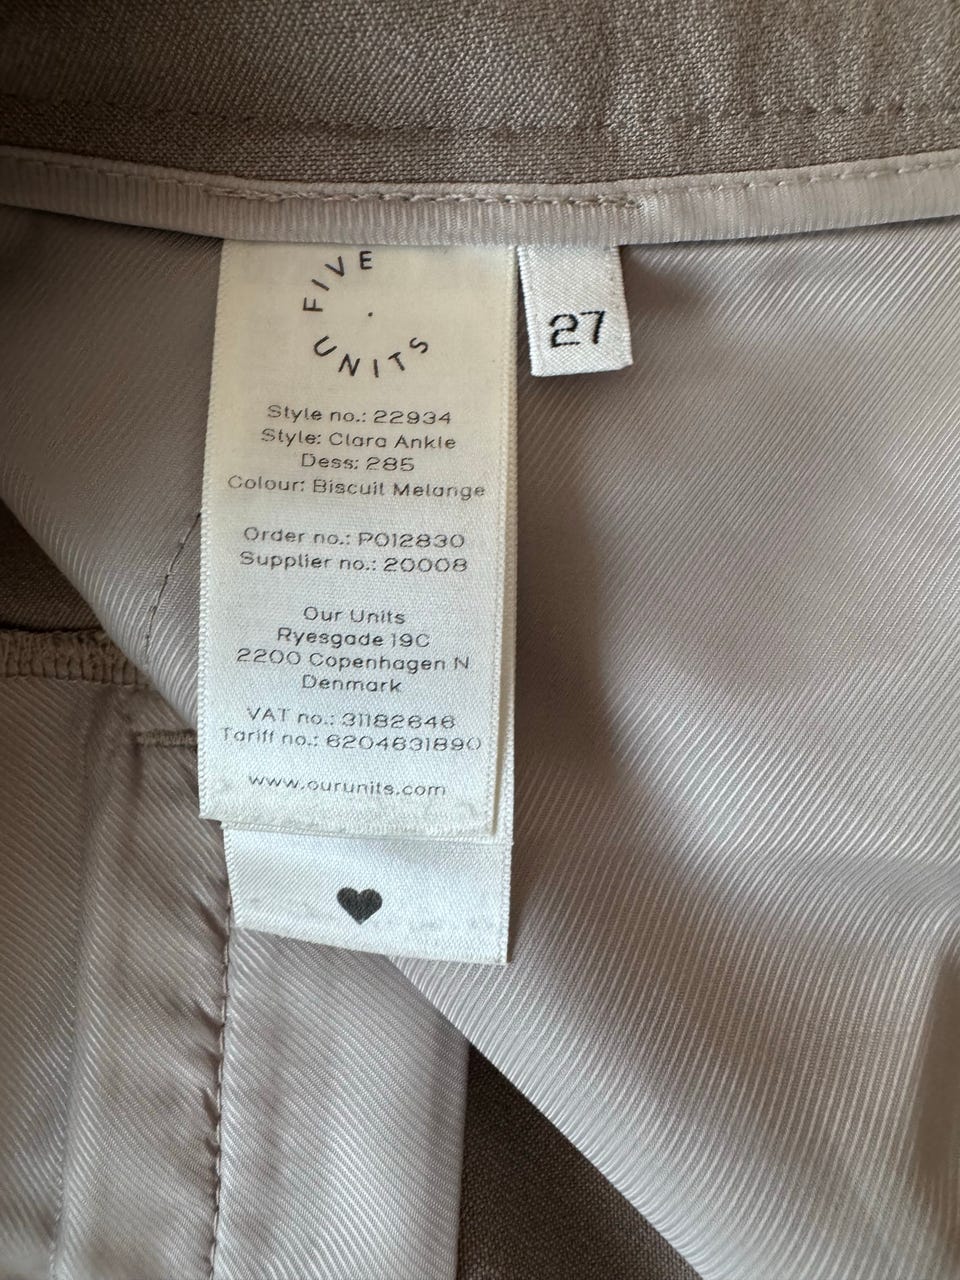 FIVE
UNITS
27
Style no.: 22934
Style: Clara Ankle
Dess: 285
Colour: Biscuit Melange
Order no.: PO12830
Supplier no.: 20008
Our Units
Ryesgade 19C
2200 Copenhagen N
Denmark
VAT no.: 31182646
Tariff no.: 6204631890
www.ourunits.com